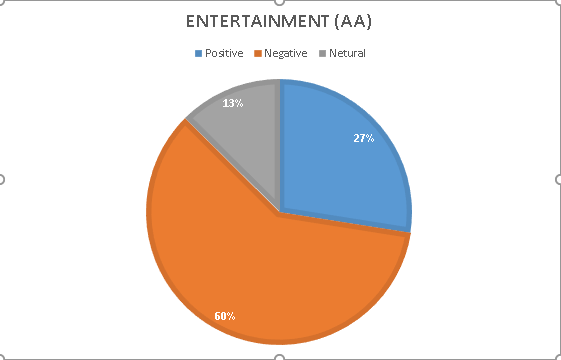 ENTERTAINMENT (AA)
Positive Negative Netural
13%
27%
60%